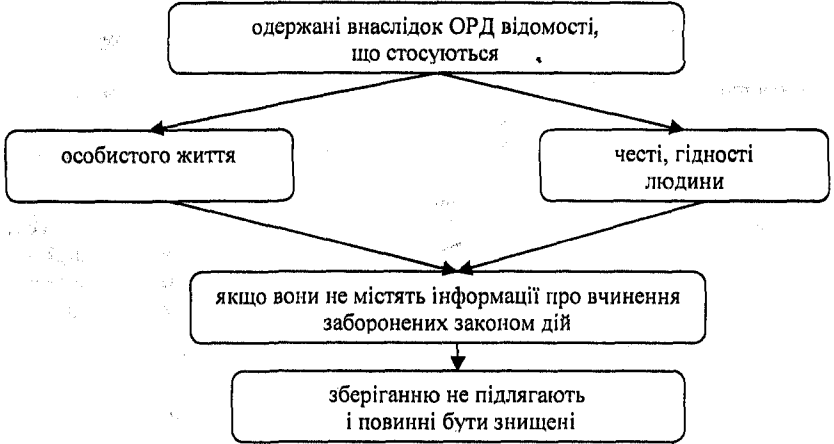 одержані внаслідок ОРД відомості,
що стосуються
особистого життя
честі, гідності
людини
якщо вони не містять інформації про вчинення
заборонених законом дій
зберіганню не підлягають
і повинні бути знищені